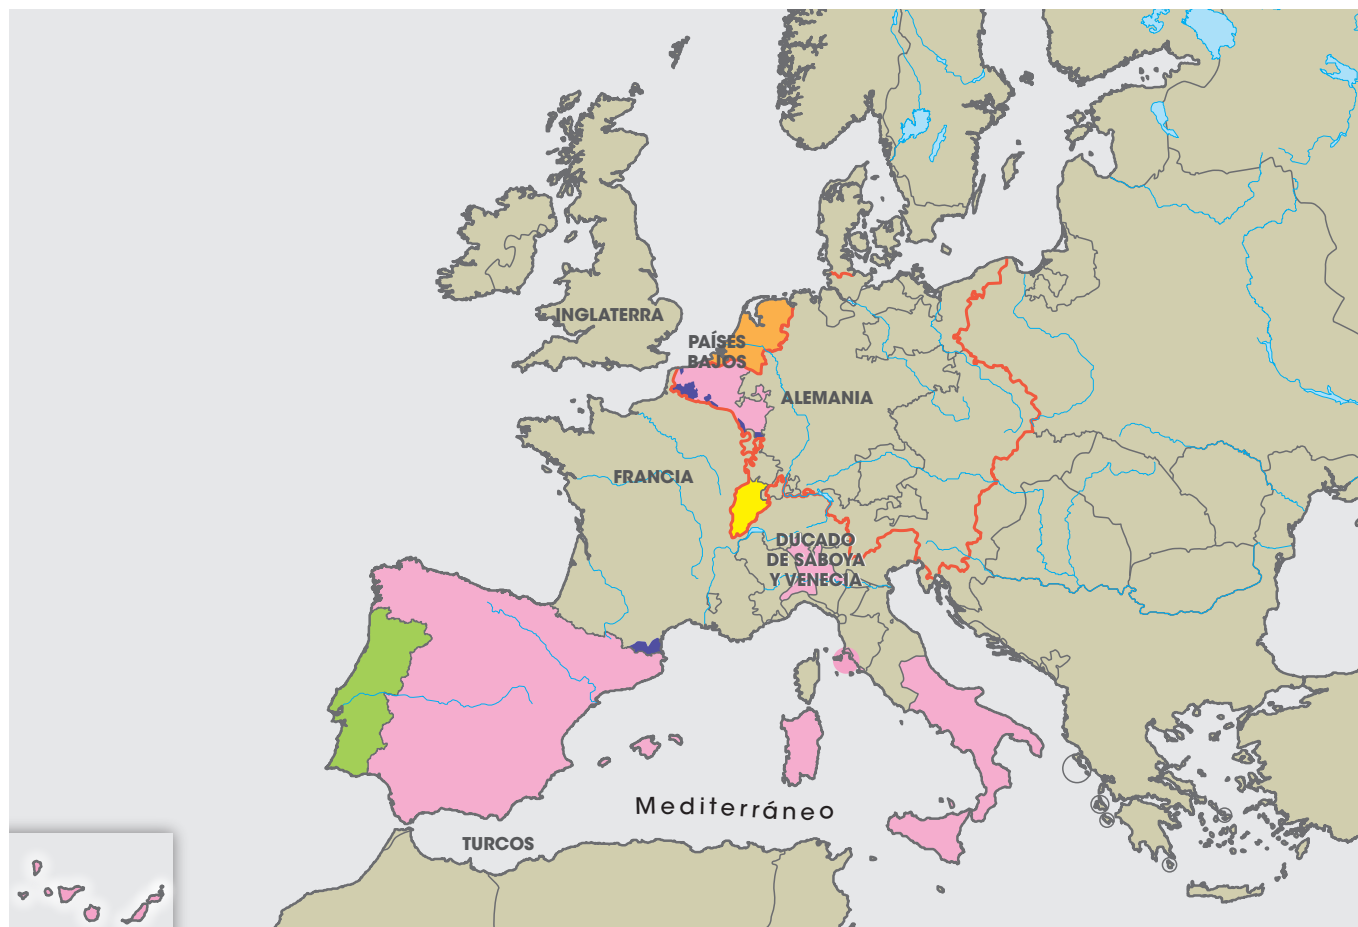 INGLATERRA
PAÍSES
BAJOS
ALEMANIA
FRANCIA
DUCADO
DE SABOYA
Y VENECIA
Mediterráneo
TURCOS